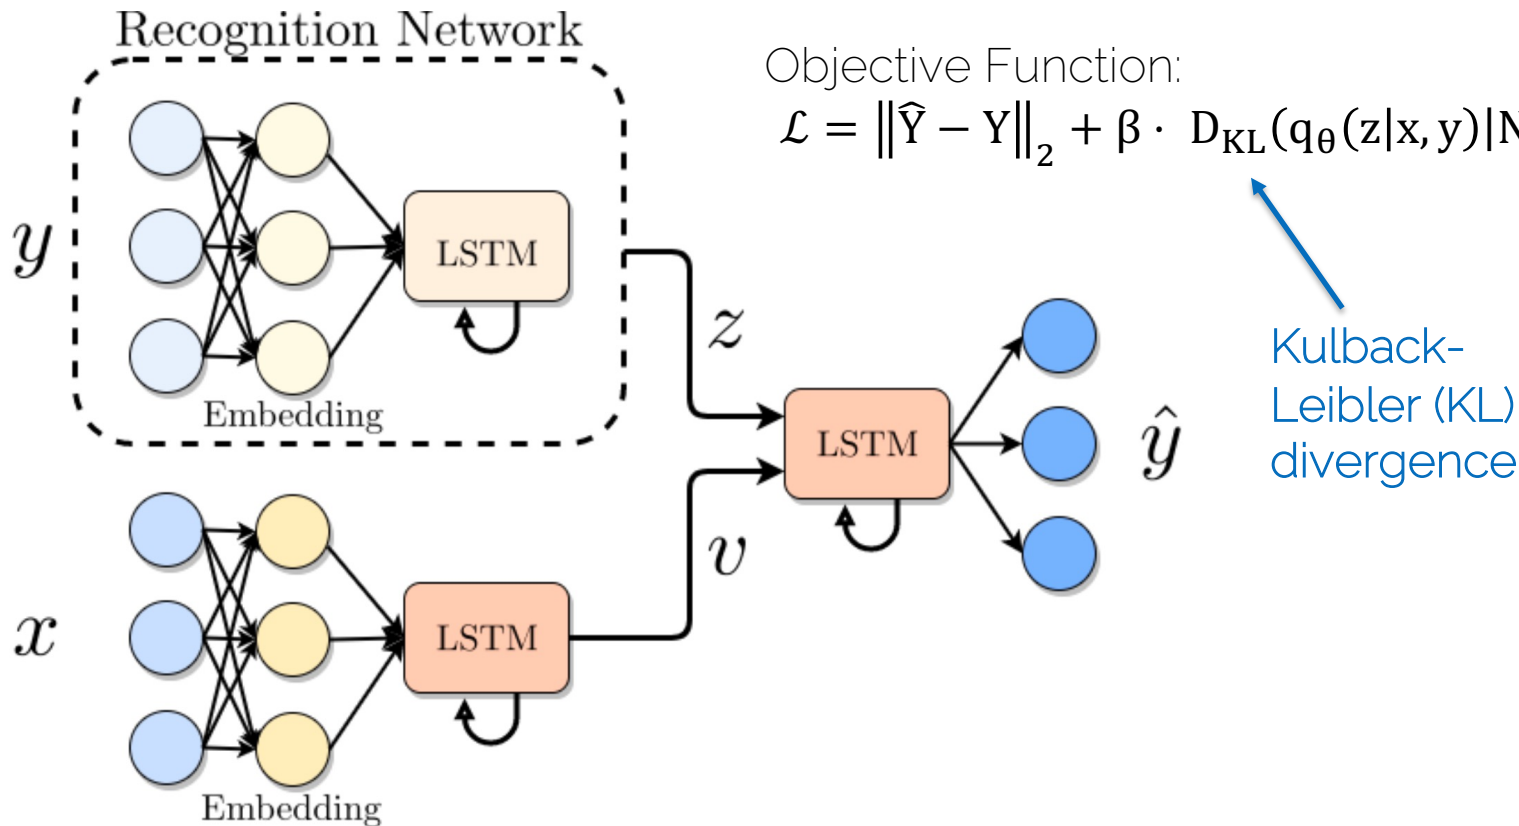 Recognition Network
Objective Function:
ℒ = ‖Ŷ − Y‖₂ + β · D_KL(q_θ(z|x, y)|N
y
LSTM
z
Embedding
Kulback-
Leibler (KL)
divergence
LSTM
ŷ
v
x
LSTM
Embedding